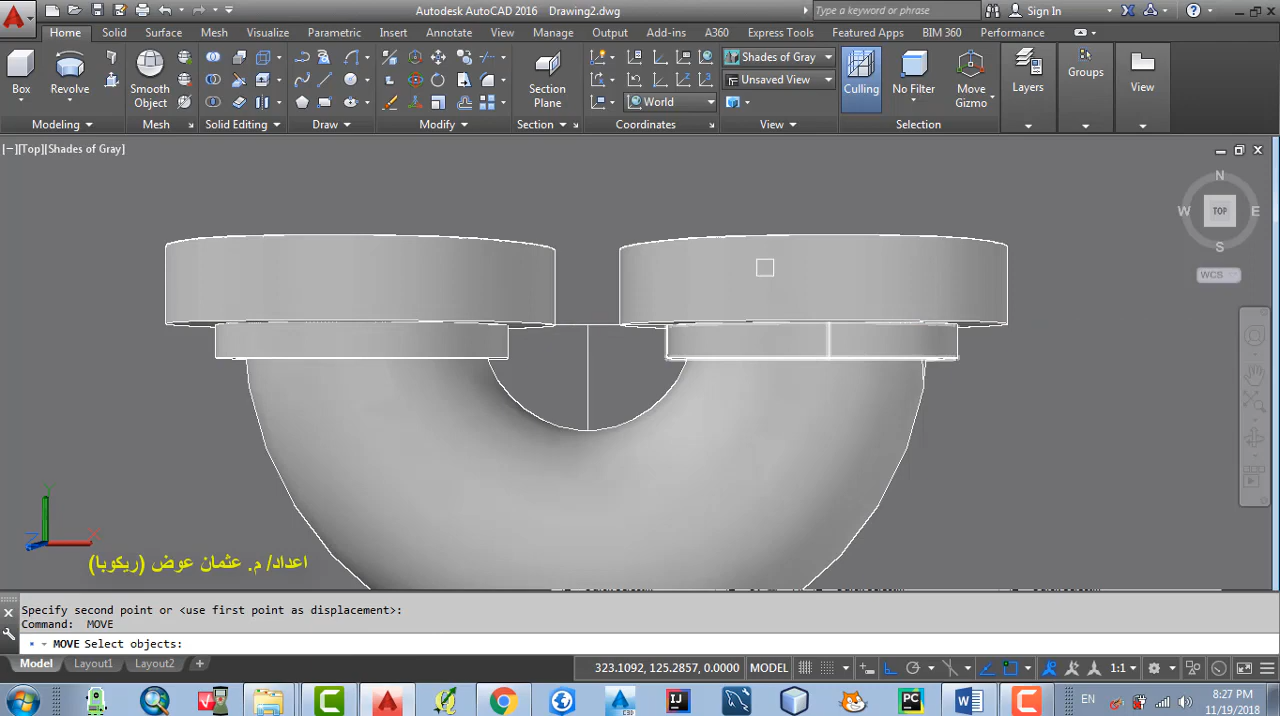 Autodesk AutoCAD 2016 Drawing2.dwg
Type a keyword or phrase
Sign In
Home Solid Surface Mesh Visualize Parametric Insert Annotate View Manage Output Add-ins A360 Express Tools Featured Apps BIM 360 Performance
Box
Revolve
Smooth Object
Section Plane
World
Shades of Gray
Unsaved View
Culling
No Filter
Move Gizmo
Layers
Groups
View
Modeling Mesh Solid Editing Draw Modify Section Coordinates View Selection
[−][Top][Shades of Gray]
N
W TOP E
S
WCS
Y
Z X
اعداد/ م. عثمان عوض (ريكوبا)
Specify second point or <use first point as displacement>:
Command: MOVE
MOVE Select objects:
Model Layout1 Layout2 +
323.1092, 125.2857, 0.0000 MODEL 1:1
EN
8:27 PM
11/19/2018